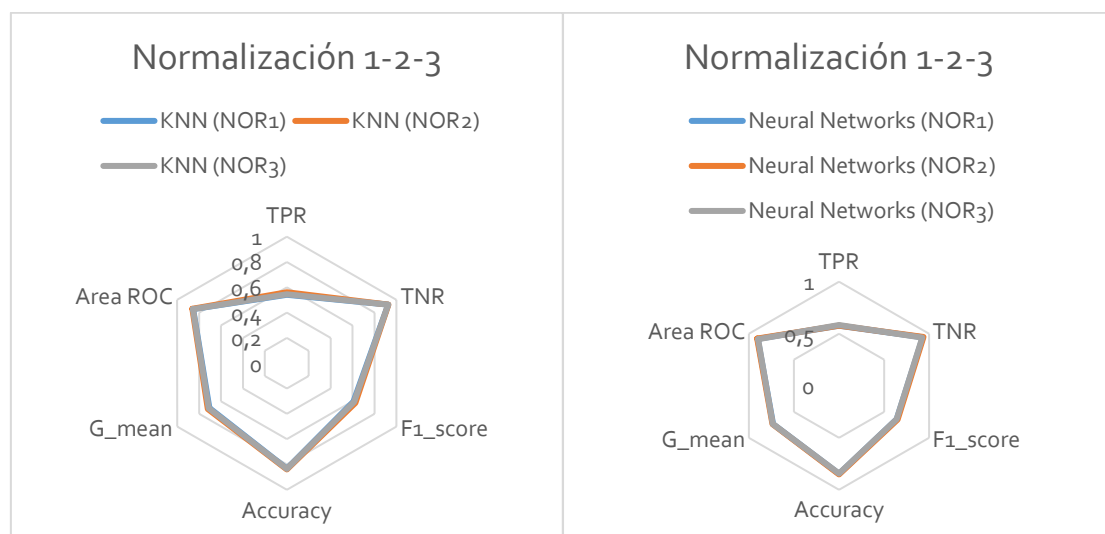 Normalización 1-2-3
KNN (NOR1) KNN (NOR2)
KNN (NOR3)
TPR
1
0,8
0,6
0,4
0,2
0
Area ROC
TNR
G_mean
F1_score
Accuracy
Normalización 1-2-3
Neural Networks (NOR1)
Neural Networks (NOR2)
Neural Networks (NOR3)
TPR
1
0,5
0
Area ROC
TNR
G_mean
F1_score
Accuracy